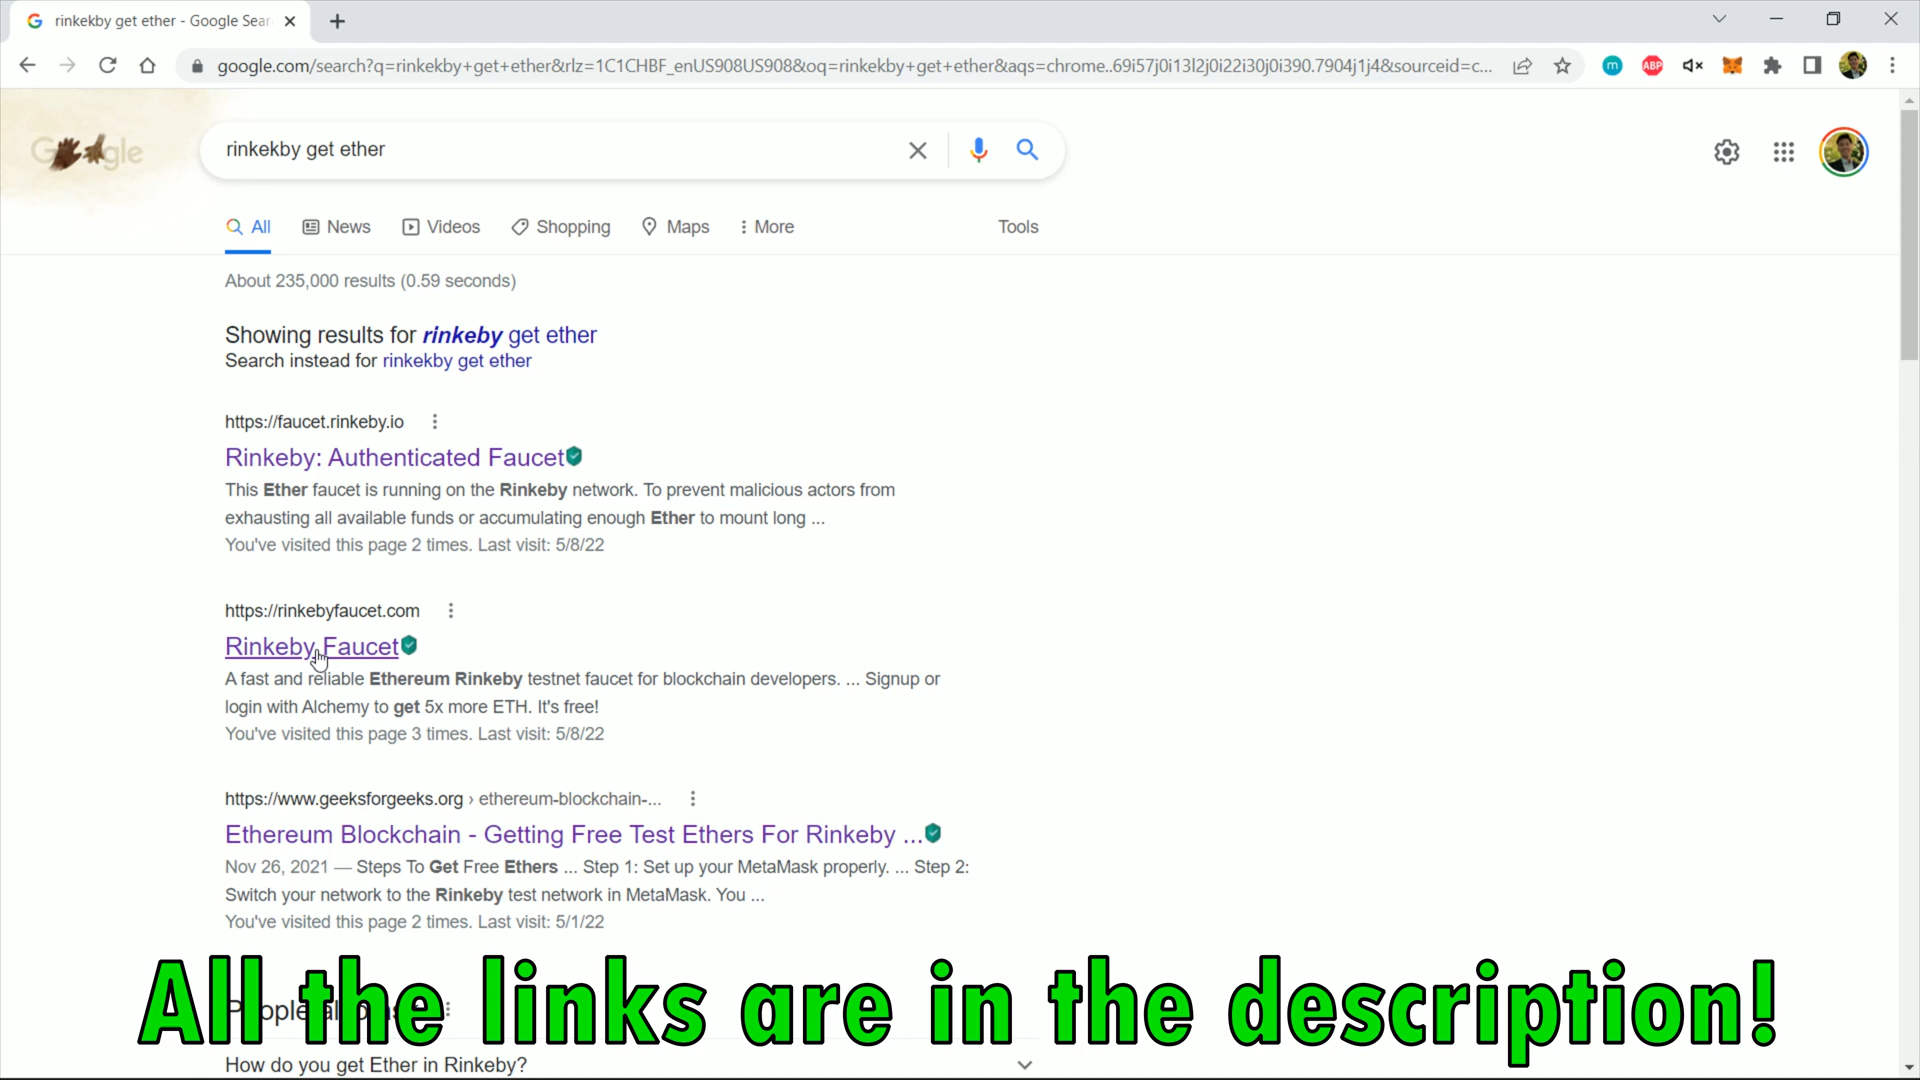 rinkekby get ether - Google Sear
google.com/search?q=rinkekby+get+ether&rlz=1C1CHBF_enUS908US908&oq=rinkekby+get+ether&aqs=chrome..69i57j0i13l2j0i22i30j0i390.7904j1j4&sourceid=c...
m
ABP
Google
rinkekby get ether
All
News
Videos
Shopping
Maps
More
Tools
About 235,000 results (0.59 seconds)
Showing results for rinkeby get ether
Search instead for rinkekby get ether
https://faucet.rinkeby.io
Rinkeby: Authenticated Faucet
This Ether faucet is running on the Rinkeby network. To prevent malicious actors from
exhausting all available funds or accumulating enough Ether to mount long ...
You've visited this page 2 times. Last visit: 5/8/22
https://rinkebyfaucet.com
Rinkeby Faucet
A fast and reliable Ethereum Rinkeby testnet faucet for blockchain developers. ... Signup or
login with Alchemy to get 5x more ETH. It's free!
You've visited this page 3 times. Last visit: 5/8/22
https://www.geeksforgeeks.org › ethereum-blockchain-...
Ethereum Blockchain - Getting Free Test Ethers For Rinkeby ...
Nov 26, 2021 — Steps To Get Free Ethers ... Step 1: Set up your MetaMask properly. ... Step 2:
Switch your network to the Rinkeby test network in MetaMask. You ...
You've visited this page 2 times. Last visit: 5/1/22
All the links are in the description!
How do you get Ether in Rinkeby?